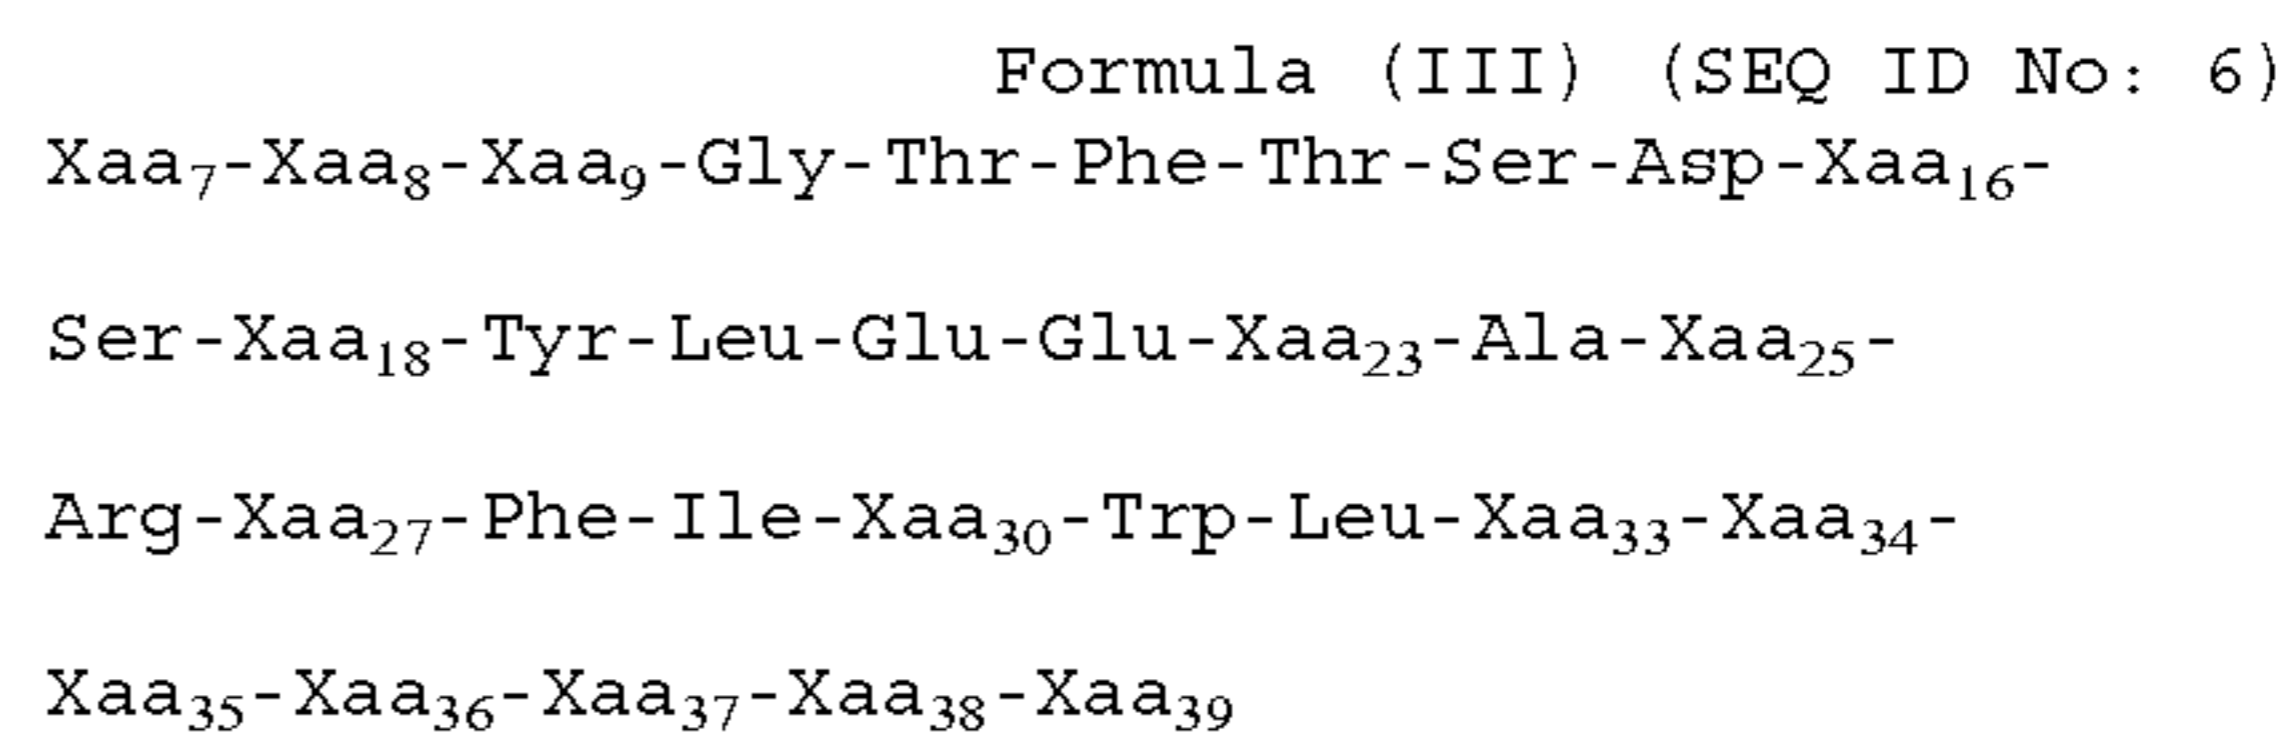 Formula (III) (SEQ ID No: 6)
Xaa₇-Xaa₈-Xaa₉-Gly-Thr-Phe-Thr-Ser-Asp-Xaa₁₆-
Ser-Xaa₁₈-Tyr-Leu-Glu-Glu-Xaa₂₃-Ala-Xaa₂₅-
Arg-Xaa₂₇-Phe-Ile-Xaa₃₀-Trp-Leu-Xaa₃₃-Xaa₃₄-
Xaa₃₅-Xaa₃₆-Xaa₃₇-Xaa₃₈-Xaa₃₉